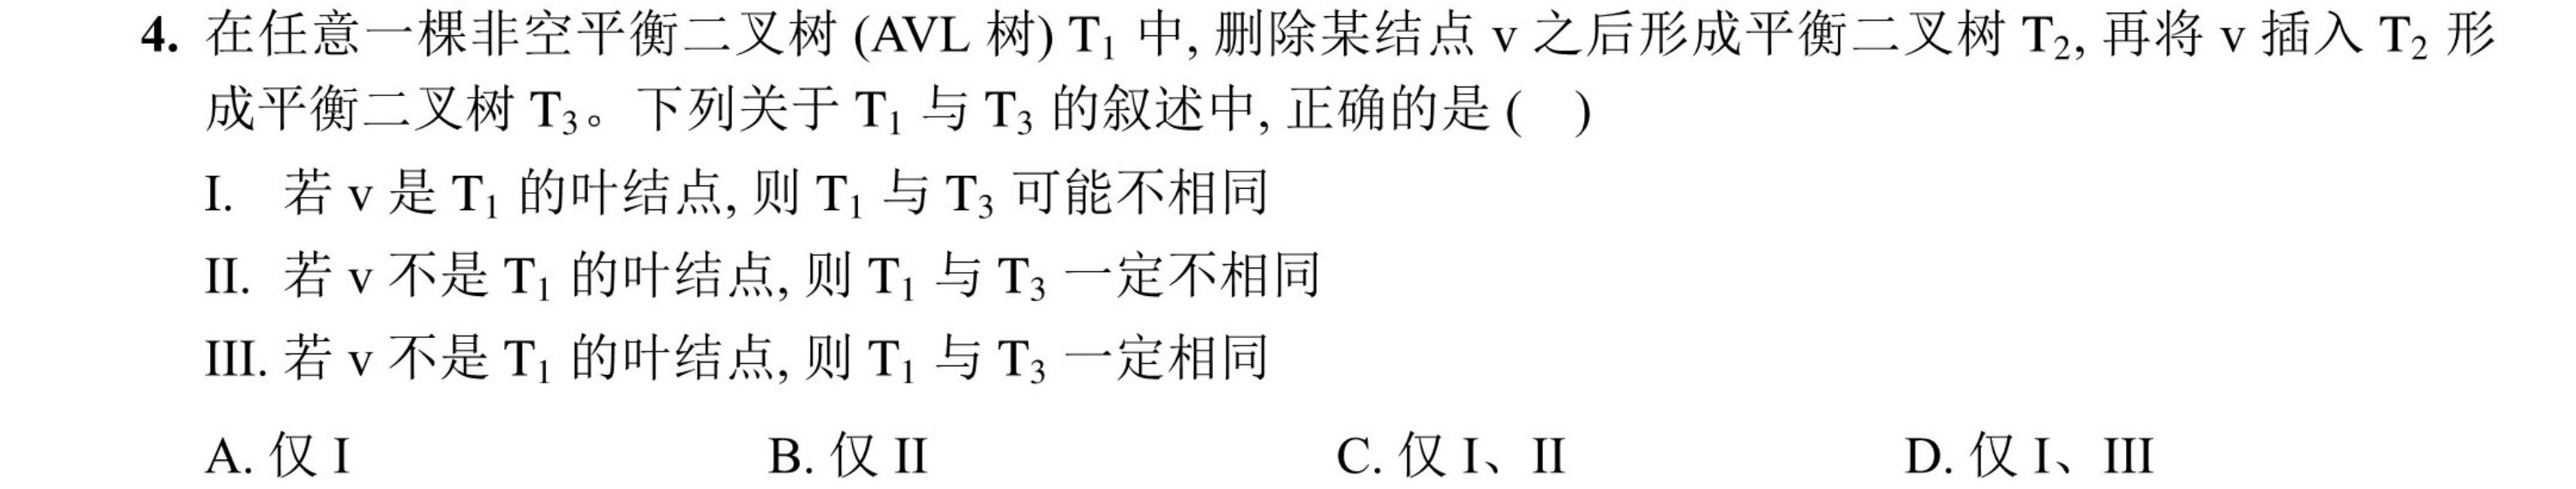 4. 在任意一棵非空平衡二叉树 (AVL 树) T₁ 中, 删除某结点 v 之后形成平衡二叉树 T₂, 再将 v 插入 T₂ 形
成平衡二叉树 T₃。下列关于 T₁ 与 T₃ 的叙述中, 正确的是 ( )
I. 若 v 是 T₁ 的叶结点, 则 T₁ 与 T₃ 可能不相同
II. 若 v 不是 T₁ 的叶结点, 则 T₁ 与 T₃ 一定不相同
III. 若 v 不是 T₁ 的叶结点, 则 T₁ 与 T₃ 一定相同
A. 仅 I B. 仅 II C. 仅 I、II D. 仅 I、III